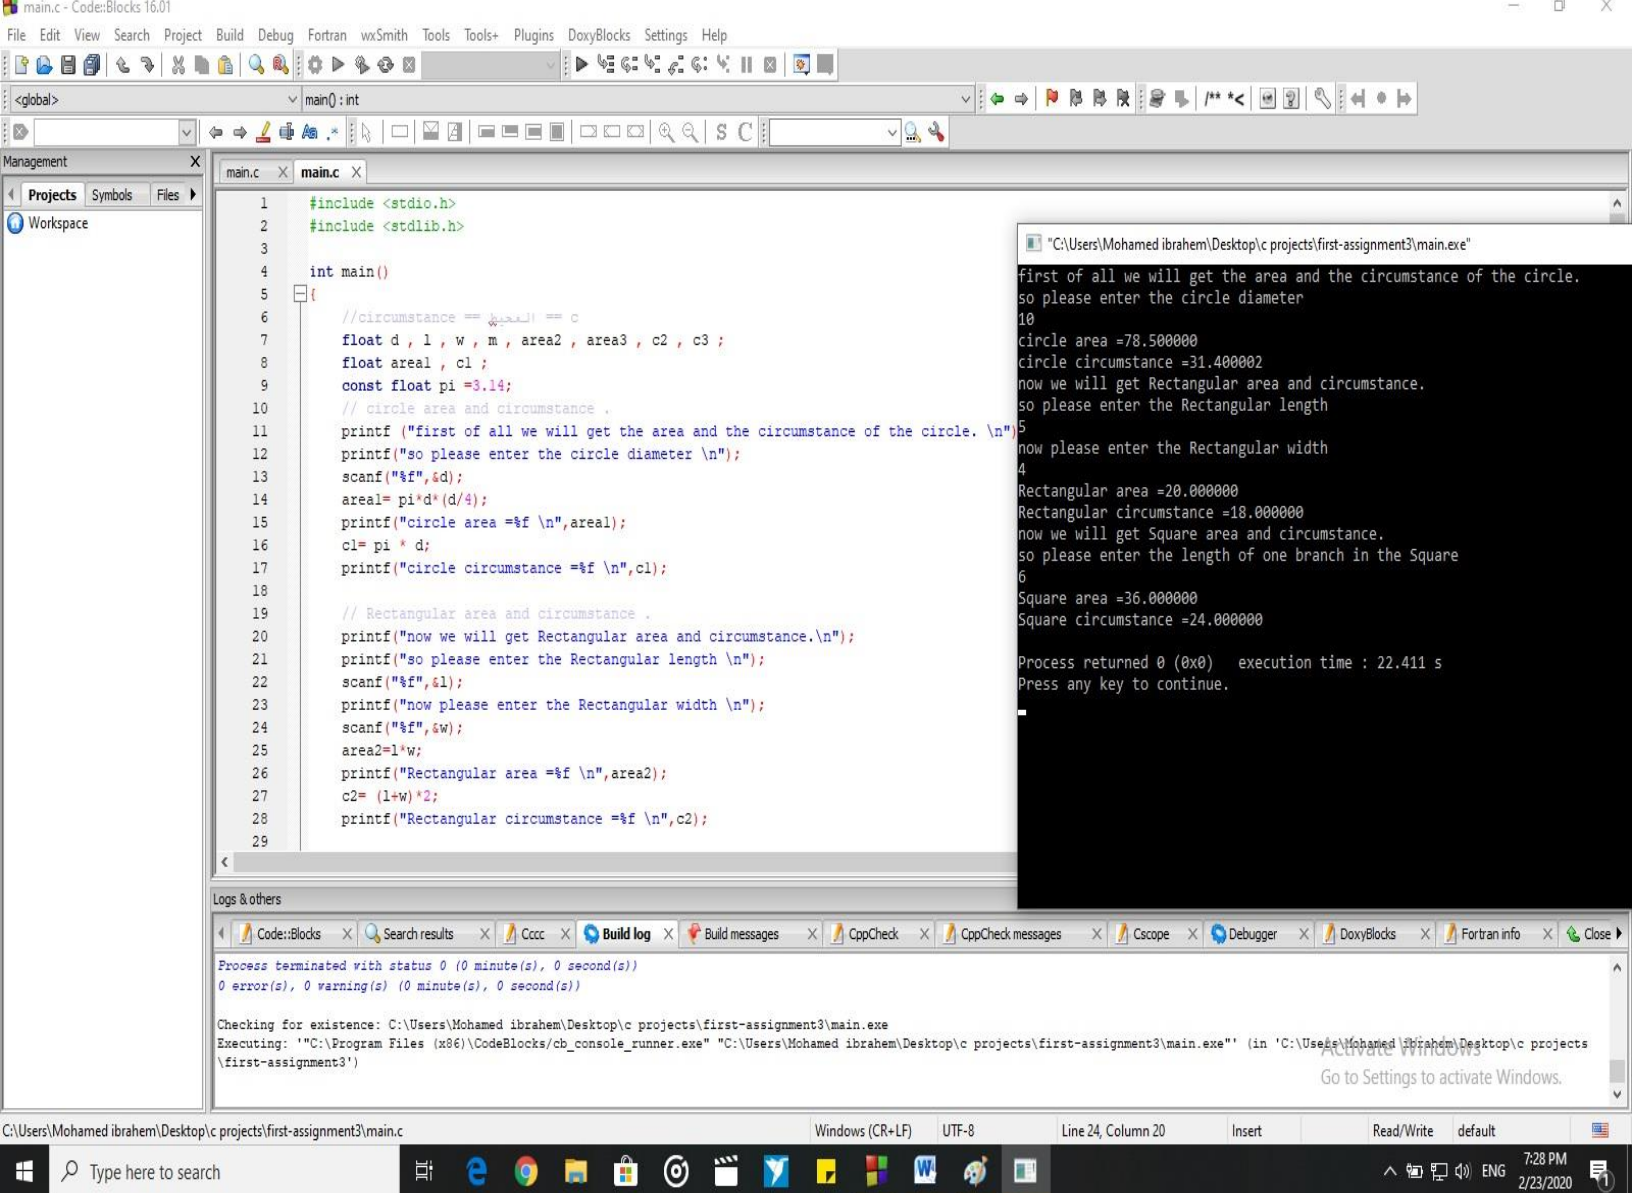 main.c - Code::Blocks 16.01
File Edit View Search Project Build Debug Fortran wxSmith Tools Tools+ Plugins DoxyBlocks Settings Help
<global> main() : int
/** *<
S C
Management X
Projects Symbols Files
Workspace
main.c X main.c X
1 #include <stdio.h>
2 #include <stdlib.h>
3
4 int main()
5 {
6 //circumstance == المحيط == c
7 float d , l , w , m , area2 , area3 , c2 , c3 ;
8 float area1 , c1 ;
9 const float pi =3.14;
10 // circle area and circumstance .
11 printf ("first of all we will get the area and the circumstance of the circle. \n")
12 printf("so please enter the circle diameter \n");
13 scanf("%f",&d);
14 area1= pi*d*(d/4);
15 printf("circle area =%f \n",area1);
16 c1= pi * d;
17 printf("circle circumstance =%f \n",c1);
18
19 // Rectangular area and circumstance .
20 printf("now we will get Rectangular area and circumstance.\n");
21 printf("so please enter the Rectangular length \n");
22 scanf("%f",&l);
23 printf("now please enter the Rectangular width \n");
24 scanf("%f",&w);
25 area2=l*w;
26 printf("Rectangular area =%f \n",area2);
27 c2= (l+w)*2;
28 printf("Rectangular circumstance =%f \n",c2);
29
"C:\Users\Mohamed ibrahem\Desktop\c projects\first-assignment3\main.exe"
first of all we will get the area and the circumstance of the circle.
so please enter the circle diameter
10
circle area =78.500000
circle circumstance =31.400002
now we will get Rectangular area and circumstance.
so please enter the Rectangular length
5
now please enter the Rectangular width
4
Rectangular area =20.000000
Rectangular circumstance =18.000000
now we will get Square area and circumstance.
so please enter the length of one branch in the Square
6
Square area =36.000000
Square circumstance =24.000000
Process returned 0 (0x0) execution time : 22.411 s
Press any key to continue.
Logs & others
Code::Blocks X Search results X Cccc X Build log X Build messages X CppCheck X CppCheck messages X Cscope X Debugger X DoxyBlocks X Fortran info X Close
Process terminated with status 0 (0 minute(s), 0 second(s))
0 error(s), 0 warning(s) (0 minute(s), 0 second(s))
Checking for existence: C:\Users\Mohamed ibrahem\Desktop\c projects\first-assignment3\main.exe
Executing: '"C:\Program Files (x86)\CodeBlocks/cb_console_runner.exe" "C:\Users\Mohamed ibrahem\Desktop\c projects\first-assignment3\main.exe"' (in 'C:\Users\Mohamed ibrahem\Desktop\c projects
\first-assignment3')
Activate Windows
Go to Settings to activate Windows.
C:\Users\Mohamed ibrahem\Desktop\c projects\first-assignment3\main.c Windows (CR+LF) UTF-8 Line 24, Column 20 Insert Read/Write default
Type here to search
ENG
7:28 PM
2/23/2020